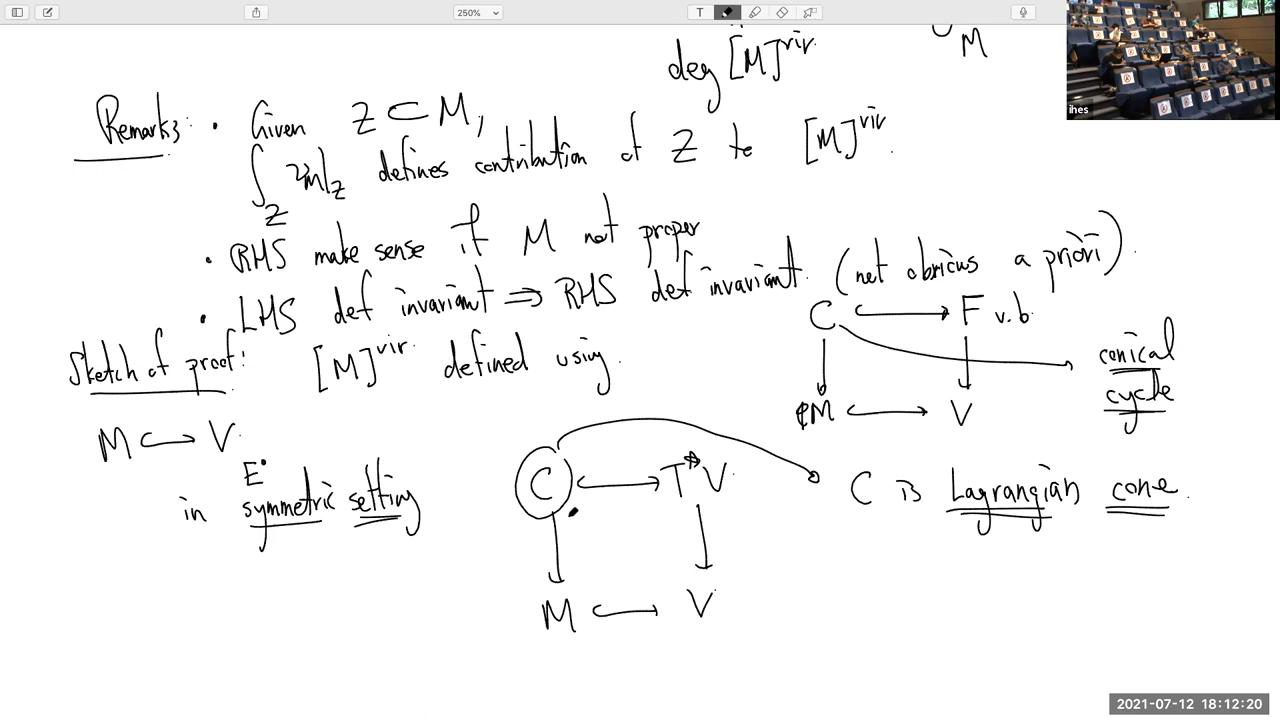 250%
T
deg [M]^vir.
M
ihes
Remarks: • Given Z ⊂ M,
∫_Z ν_M|_Z defines contribution of Z to [M]^vir.
• RHS make sense if M not proper
• LHS def invariant ⇒ RHS def invariant. (not obvious a priori).
Sketch of proof: [M]^vir. defined using.
C ↪ F v.b.
conical
cycle
M ↪ V
M ↪ V.
E•
in symmetric setting
C ↪ T*V.
C is Lagrangian cone.
M ↪ V
2021-07-12 18:12:20